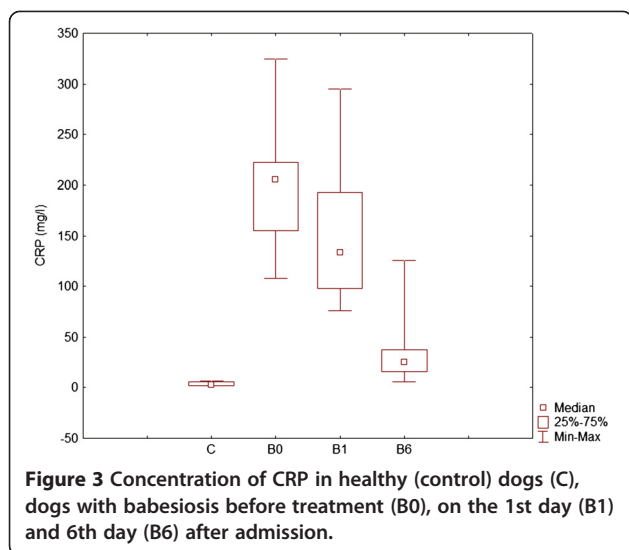 350
300
250
200
150
100
50
0
-50
CRP (mg/l)
C B0 B1 B6
Median
25%-75%
Min-Max
Figure 3 Concentration of CRP in healthy (control) dogs (C),
dogs with babesiosis before treatment (B0), on the 1st day (B1)
and 6th day (B6) after admission.